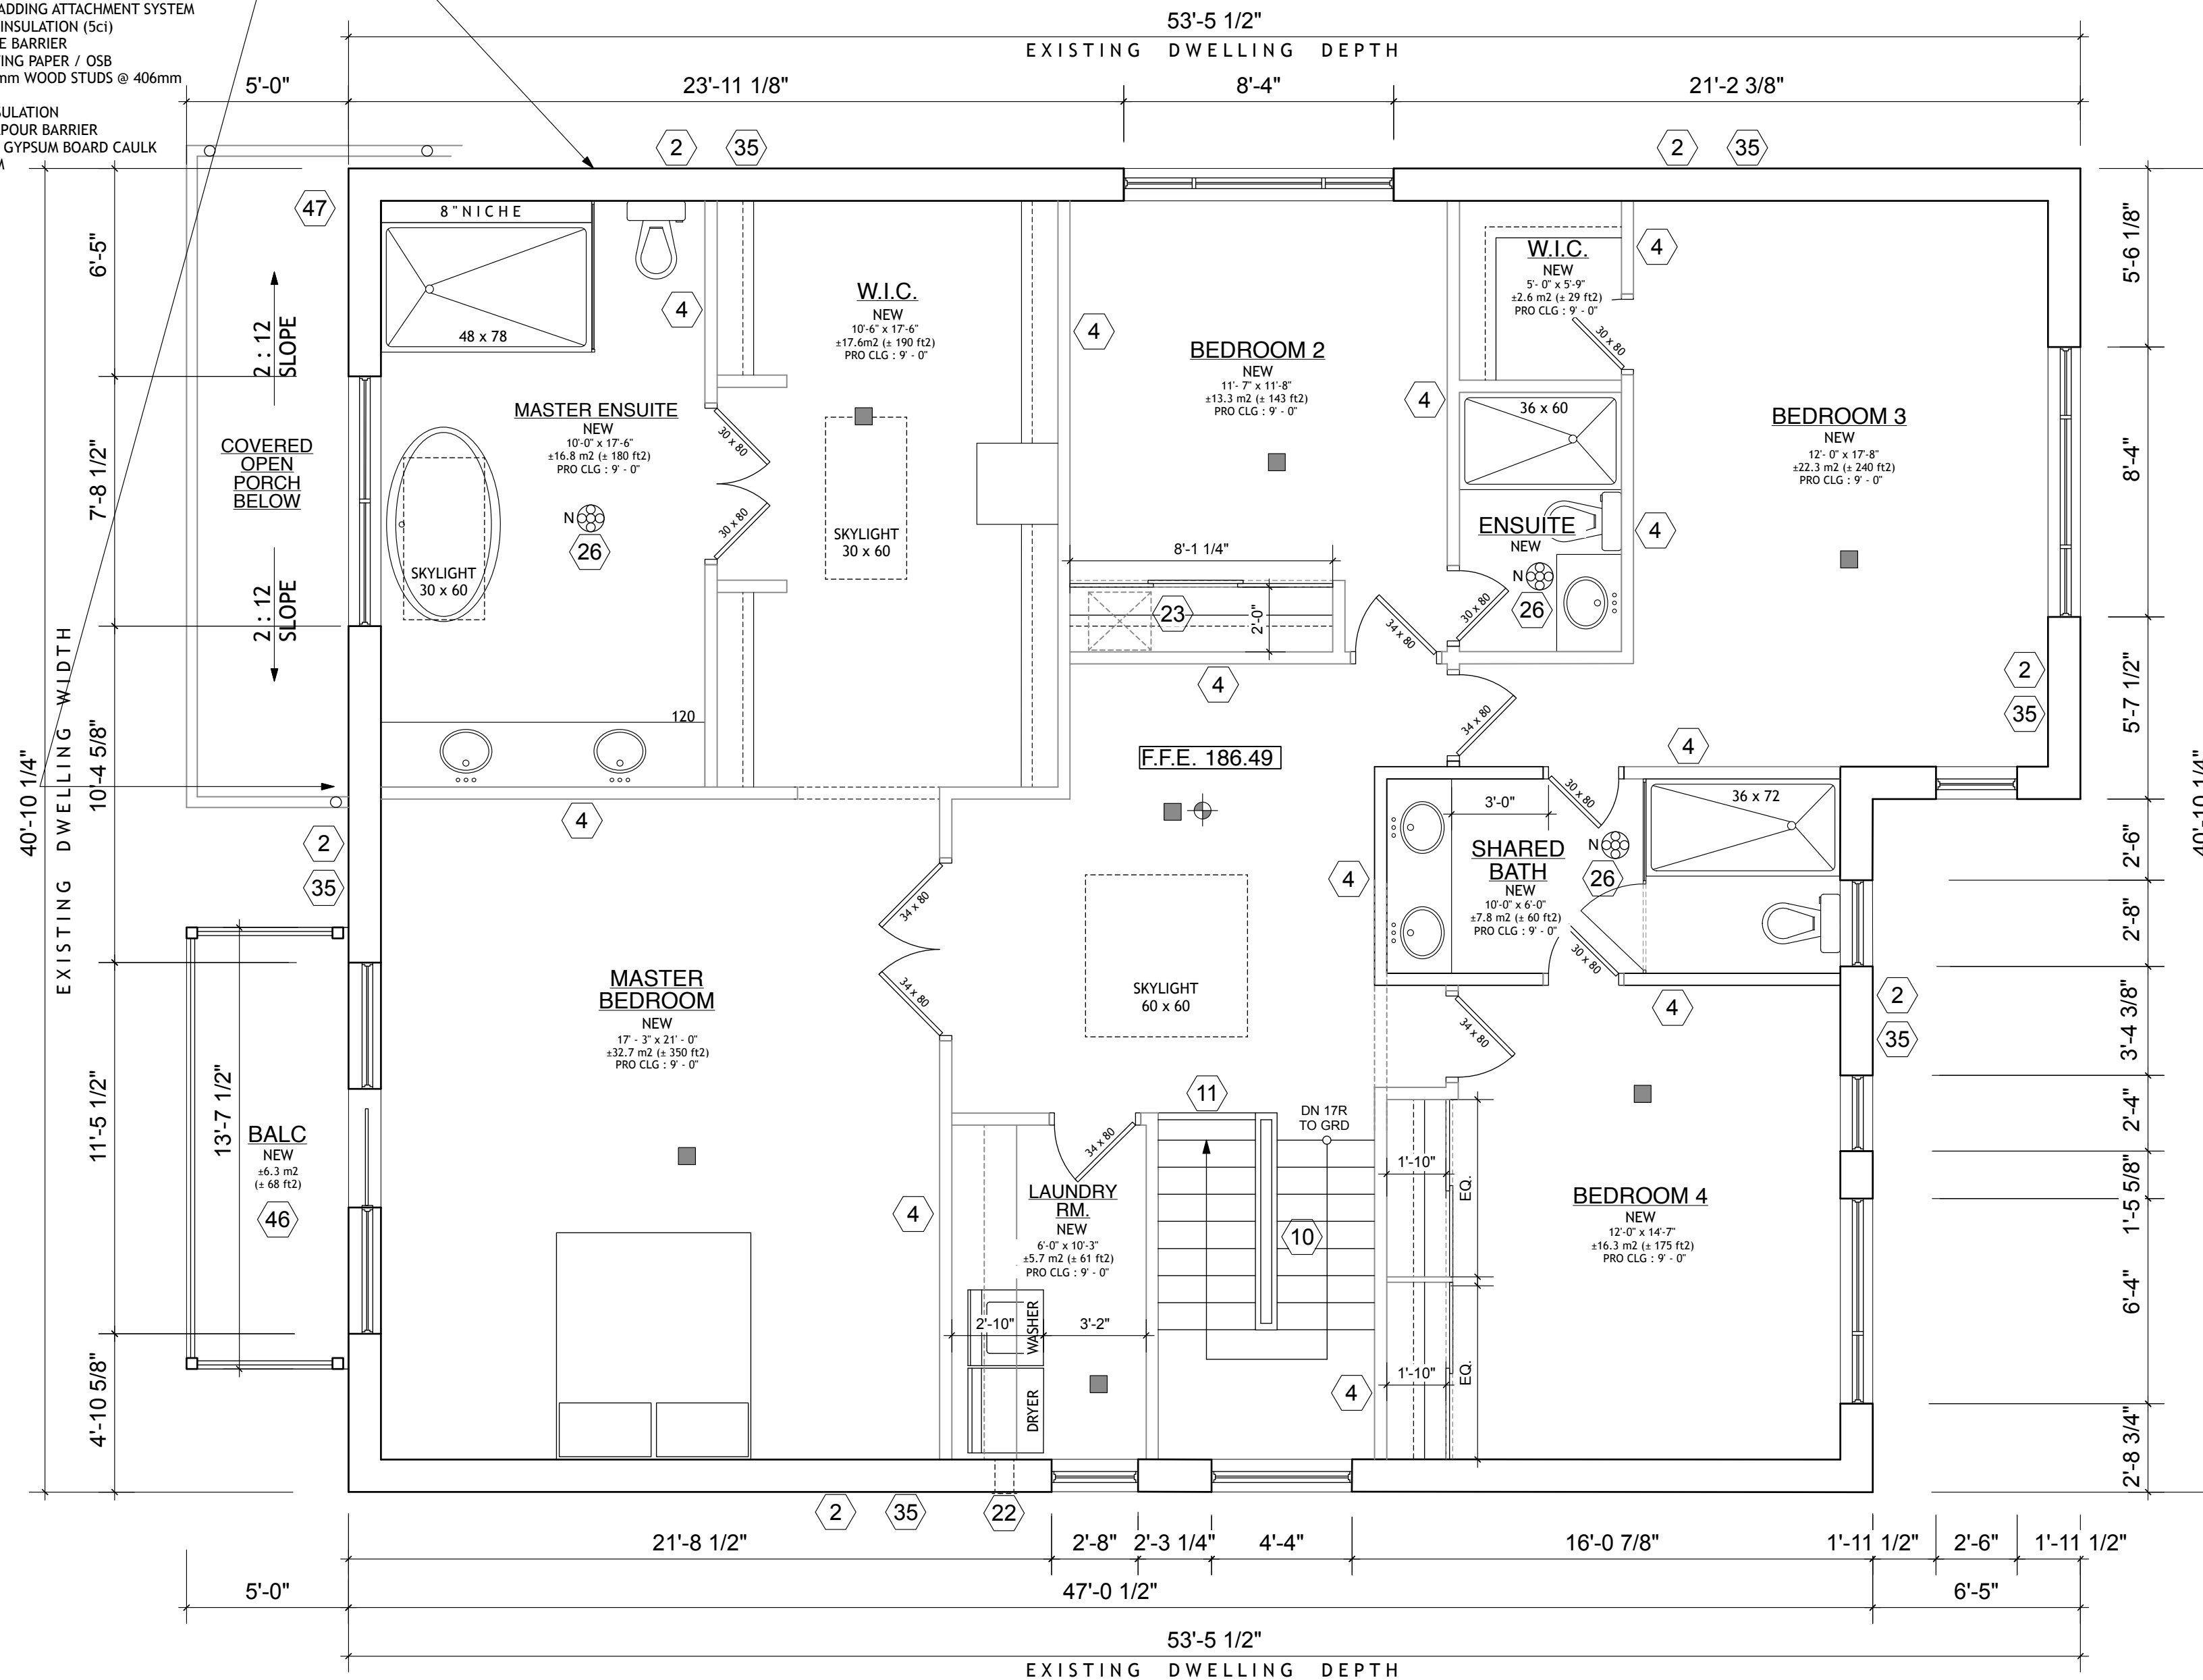 ADDING ATTACHMENT SYSTEM
INSULATION (5ci)
E BARRIER
ING PAPER / OSB
mm WOOD STUDS @ 406mm
SULATION
POUR BARRIER
GYPSUM BOARD CAULK
53'-5 1/2"
EXISTING DWELLING DEPTH
5'-0"
23'-11 1/8"
8'-4"
21'-2 3/8"
2
35
2
35
47
8"NICHE
48 x 78
4
W.I.C.
NEW
10'-6" x 17'-6"
±17.6m2 (± 190 ft2)
PRO CLG : 9' - 0"
4
BEDROOM 2
NEW
11'- 7" x 11'-8"
±13.3 m2 (± 143 ft2)
PRO CLG : 9' - 0"
4
W.I.C.
NEW
5'- 0" x 5'-9"
±2.6 m2 (± 29 ft2)
PRO CLG : 9' - 0"
30 x 80
4
36 x 60
BEDROOM 3
NEW
12'- 0" x 17'-8"
±22.3 m2 (± 240 ft2)
PRO CLG : 9' - 0"
MASTER ENSUITE
NEW
10'-0" x 17'-6"
±16.8 m2 (± 180 ft2)
PRO CLG : 9' - 0"
30 x 80
30 x 80
N
26
SKYLIGHT
30 x 60
SKYLIGHT
30 x 60
120
2 : 12
SLOPE
COVERED
OPEN
PORCH
BELOW
2 : 12
SLOPE
ENSUITE
NEW
N
26
4
8'-1 1/4"
23
2'-0"
4
34 x 80
30 x 80
34 x 80
2
35
F.F.E. 186.49
4
4
2
35
3'-0"
30 x 80
36 x 72
SHARED
BATH
NEW
10'-0" x 6'-0"
±7.8 m2 (± 60 ft2)
PRO CLG : 9' - 0"
N
26
30 x 80
4
4
2
35
34 x 80
34 x 80
MASTER
BEDROOM
NEW
17' - 3" x 21' - 0"
±32.7 m2 (± 350 ft2)
PRO CLG : 9' - 0"
SKYLIGHT
60 x 60
34 x 80
BALC
NEW
±6.3 m2
(± 68 ft2)
46
13'-7 1/2"
4
34 x 80
LAUNDRY
RM.
NEW
6'-0" x 10'-3"
±5.7 m2 (± 61 ft2)
PRO CLG : 9' - 0"
11
DN 17R
TO GRD
10
1'-10"
EQ.
1'-10"
EQ.
4
BEDROOM 4
NEW
12'-0" x 14'-7"
±16.3 m2 (± 175 ft2)
PRO CLG : 9' - 0"
2'-10"
3'-2"
WASHER
DRYER
2
35
22
6'-5"
7'-8 1/2"
10'-4 5/8"
11'-5 1/2"
4'-10 5/8"
40'-10 1/4"
EXISTING DWELLING WIDTH
5'-6 1/8"
8'-4"
5'-7 1/2"
2'-6"
2'-8"
3'-4 3/8"
2'-4"
1'-5 5/8"
6'-4"
2'-8 3/4"
40'-10 1/4"
21'-8 1/2"
2'-8"
2'-3 1/4"
4'-4"
16'-0 7/8"
1'-11 1/2"
2'-6"
1'-11 1/2"
5'-0"
47'-0 1/2"
6'-5"
53'-5 1/2"
EXISTING DWELLING DEPTH